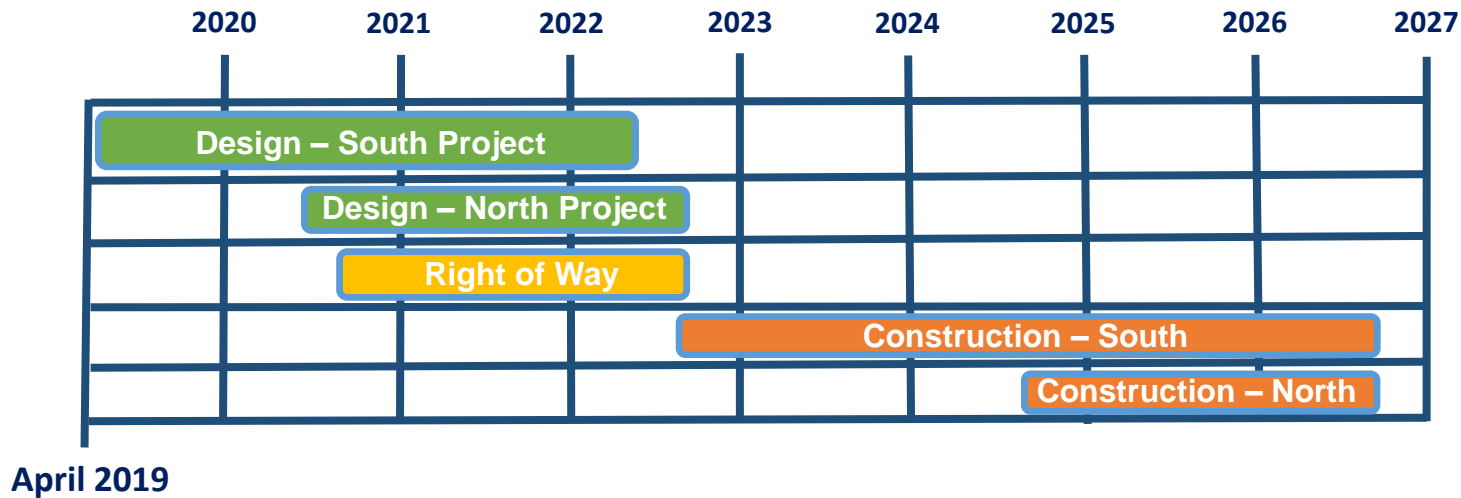 2020 2021 2022 2023 2024 2025 2026 2027
Design – South Project
Design – North Project
Right of Way
Construction – South
Construction – North
April 2019